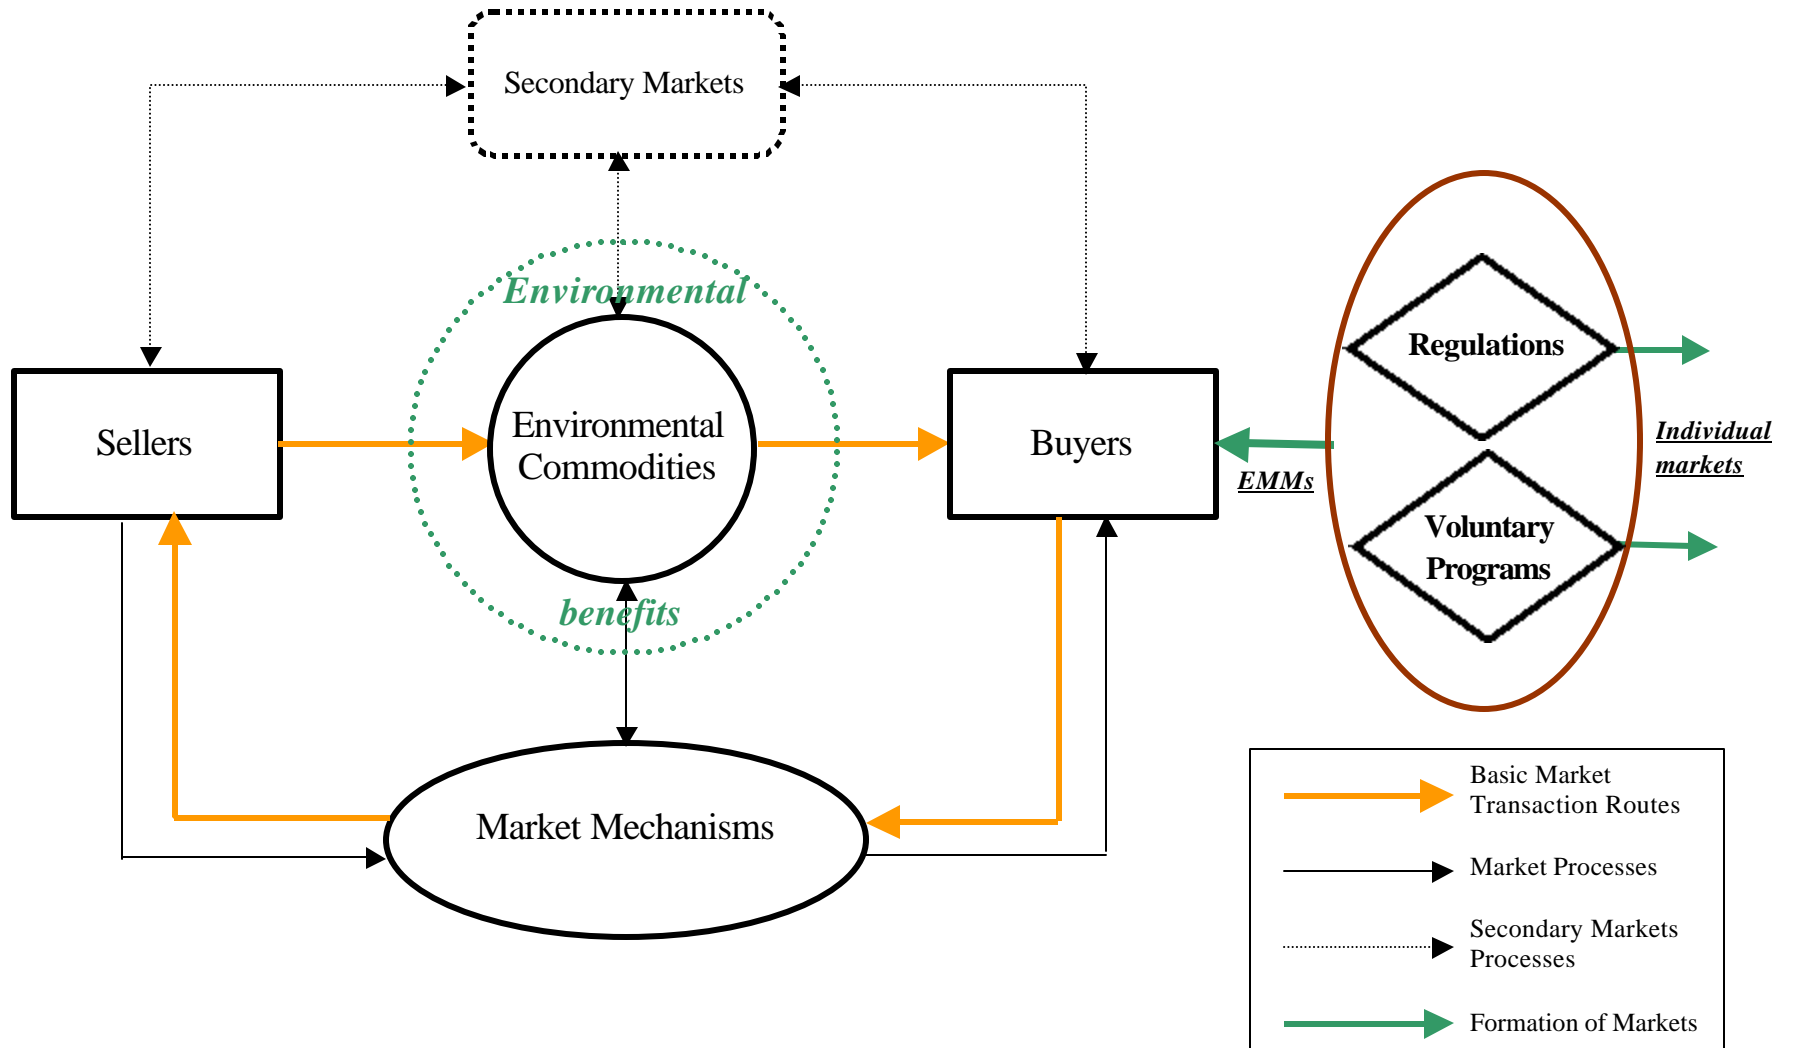 Secondary Markets
Environmental
Sellers
Environmental
Commodities
benefits
Buyers
EMMs
Regulations
Voluntary
Programs
Individual
markets
Market Mechanisms
Basic Market
Transaction Routes
Market Processes
Secondary Markets
Processes
Formation of Markets